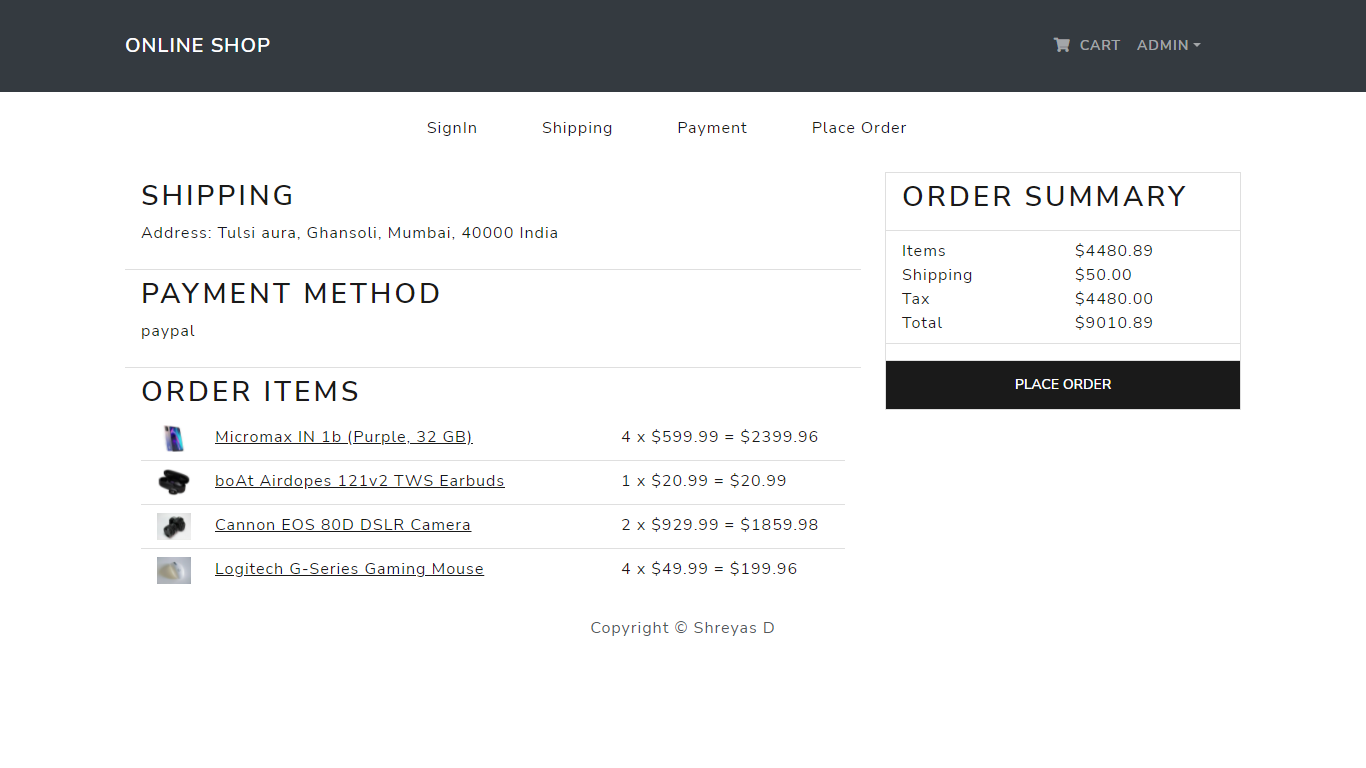 ONLINE SHOP
CART ADMIN
SignIn Shipping Payment Place Order
SHIPPING
Address: Tulsi aura, Ghansoli, Mumbai, 40000 India
PAYMENT METHOD
paypal
ORDER ITEMS
Micromax IN 1b (Purple, 32 GB) 4 x $599.99 = $2399.96
boAt Airdopes 121v2 TWS Earbuds 1 x $20.99 = $20.99
Cannon EOS 80D DSLR Camera 2 x $929.99 = $1859.98
Logitech G-Series Gaming Mouse 4 x $49.99 = $199.96
ORDER SUMMARY
Items $4480.89
Shipping $50.00
Tax $4480.00
Total $9010.89
PLACE ORDER
Copyright © Shreyas D